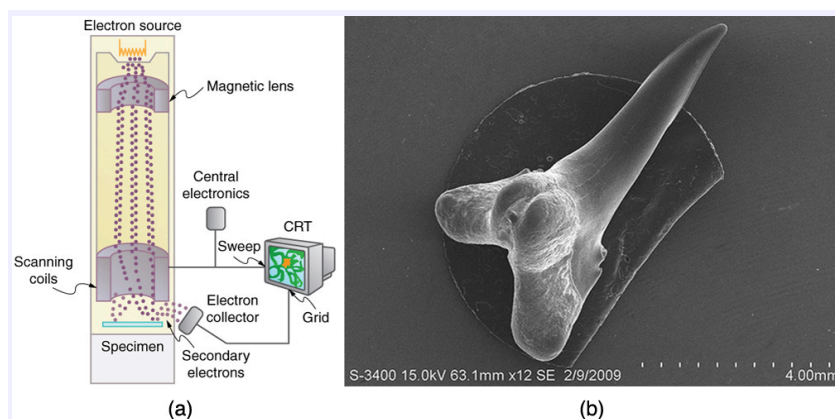 Electron source
Magnetic lens
Central
electronics
CRT
Sweep
Scanning
coils
Electron
collector
Grid
Specimen
Secondary
electrons
(a)
S-3400 15.0kV 63.1mm x12 SE 2/9/2009
4.00mm
(b)